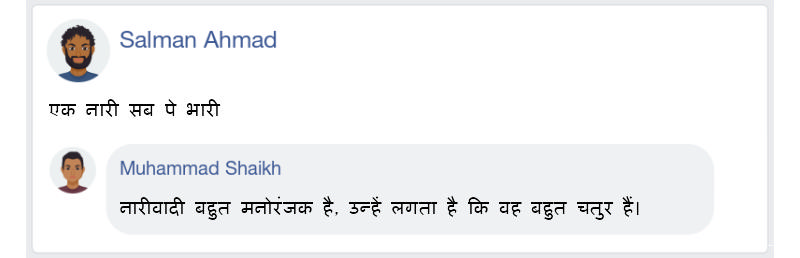 Salman Ahmad
एक नारी सब पे भारी
Muhammad Shaikh
नारीवादी बहुत मनोरंजक है, उन्हें लगता है कि वह बहुत चतुर हैं।